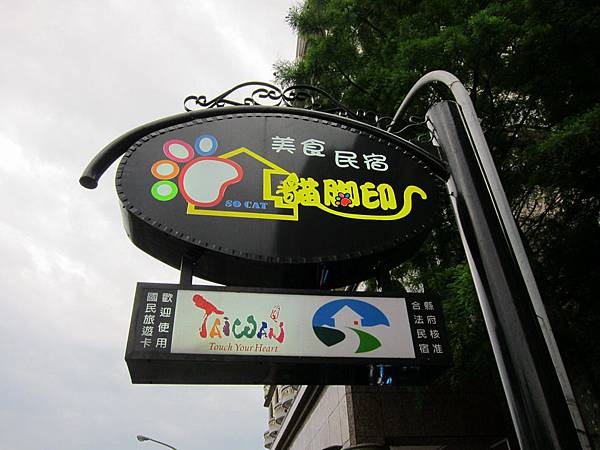 美食民宿
貓腳印
SO CAT
歡迎使用
國民旅遊卡
TAIWAN
Touch Your Heart
縣府核准
合法民宿